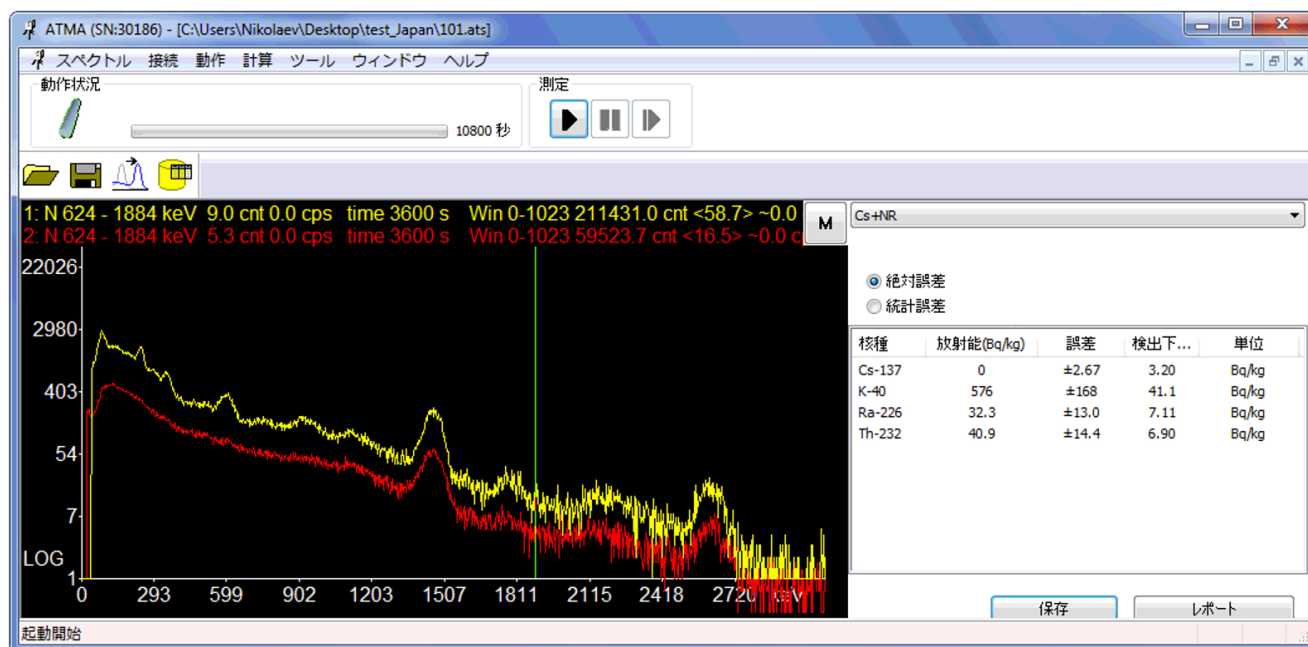 ATMA (SN:30186) - [C:\Users\Nikolaev\Desktop\test_Japan\101.ats]
スペクトル 接続 動作 計算 ツール ウィンドウ ヘルプ
動作状況
10800 秒
測定
1: N 624 - 1884 keV 9.0 cnt 0.0 cps time 3600 s Win 0-1023 211431.0 cnt <58.7> ~0.0
2: N 624 - 1884 keV 5.3 cnt 0.0 cps time 3600 s Win 0-1023 59523.7 cnt <16.5> ~0.0 c
M
22026
2980
403
54
7
LOG
1
0 293 599 902 1203 1507 1811 2115 2418 2720 keV
Cs+NR
絶対誤差
統計誤差
核種 放射能(Bq/kg) 誤差 検出下... 単位
Cs-137 0 ±2.67 3.20 Bq/kg
K-40 576 ±168 41.1 Bq/kg
Ra-226 32.3 ±13.0 7.11 Bq/kg
Th-232 40.9 ±14.4 6.90 Bq/kg
保存 レポート
起動開始